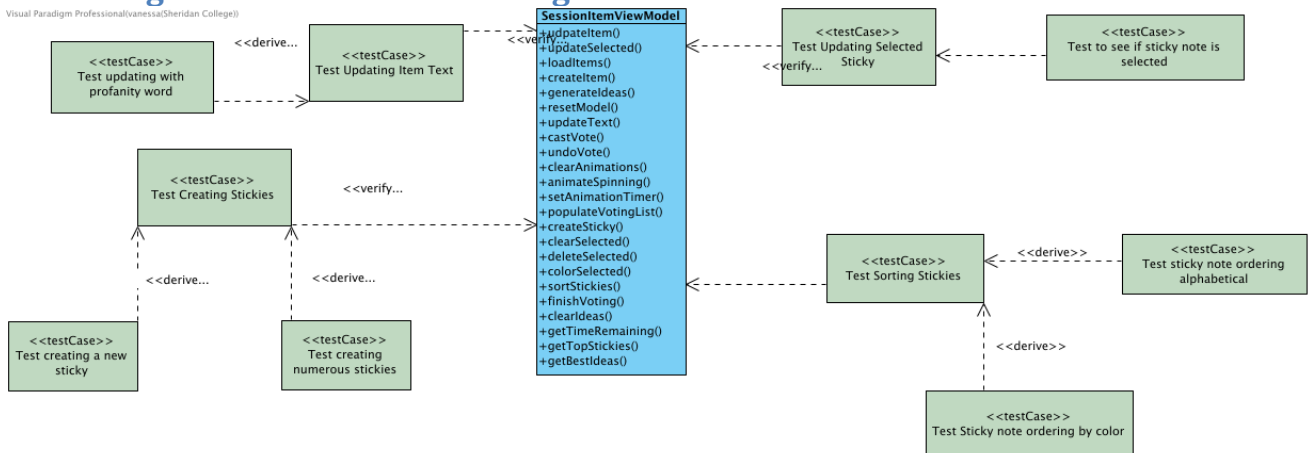 Visual Paradigm Professional(vanessa(Sheridan College))
<<testCase>>
Test updating with
profanity word
<<derive...
<<testCase>>
Test Updating Item Text
<<verify...
<<testCase>>
Test Creating Stickies
<<verify...
<<derive...
<<derive...
<<testCase>>
Test creating a new
sticky
<<testCase>>
Test creating
numerous stickies
SessionItemViewModel
+udpateItem()
+updateSelected()
+loadItems()
+createItem()
+generateIdeas()
+resetModel()
+updateText()
+castVote()
+undoVote()
+clearAnimations()
+animateSpinning()
+setAnimationTimer()
+populateVotingList()
+createSticky()
+clearSelected()
+deleteSelected()
+colorSelected()
+sortStickies()
+finishVoting()
+clearIdeas()
+getTimeRemaining()
+getTopStickies()
+getBestIdeas()
<<testCase>>
Test Updating Selected
Sticky
<<verify...
<<testCase>>
Test to see if sticky note is
selected
<<testCase>>
Test Sorting Stickies
<<derive>>
<<testCase>>
Test sticky note ordering
alphabetical
<<derive>>
<<testCase>>
Test Sticky note ordering by color